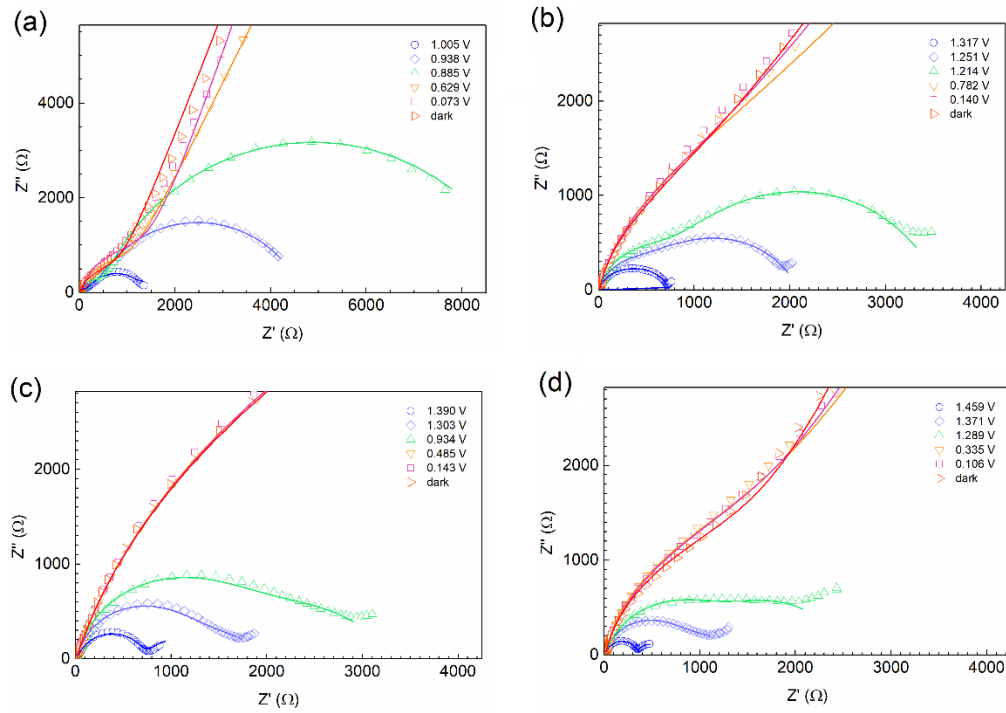 (a)
1.005 V
0.938 V
0.885 V
0.629 V
0.073 V
dark
4000
2000
0
Z'' (Ω)
0
2000
4000
6000
8000
Z' (Ω)
(b)
1.317 V
1.251 V
1.214 V
0.782 V
0.140 V
dark
2000
1000
0
Z'' (Ω)
0
1000
2000
3000
4000
Z' (Ω)
(c)
1.390 V
1.303 V
0.934 V
0.485 V
0.143 V
dark
2000
1000
0
Z'' (Ω)
0
1000
2000
3000
4000
Z' (Ω)
(d)
1.459 V
1.371 V
1.289 V
0.335 V
0.106 V
dark
2000
1000
0
Z'' (Ω)
0
1000
2000
3000
4000
Z' (Ω)